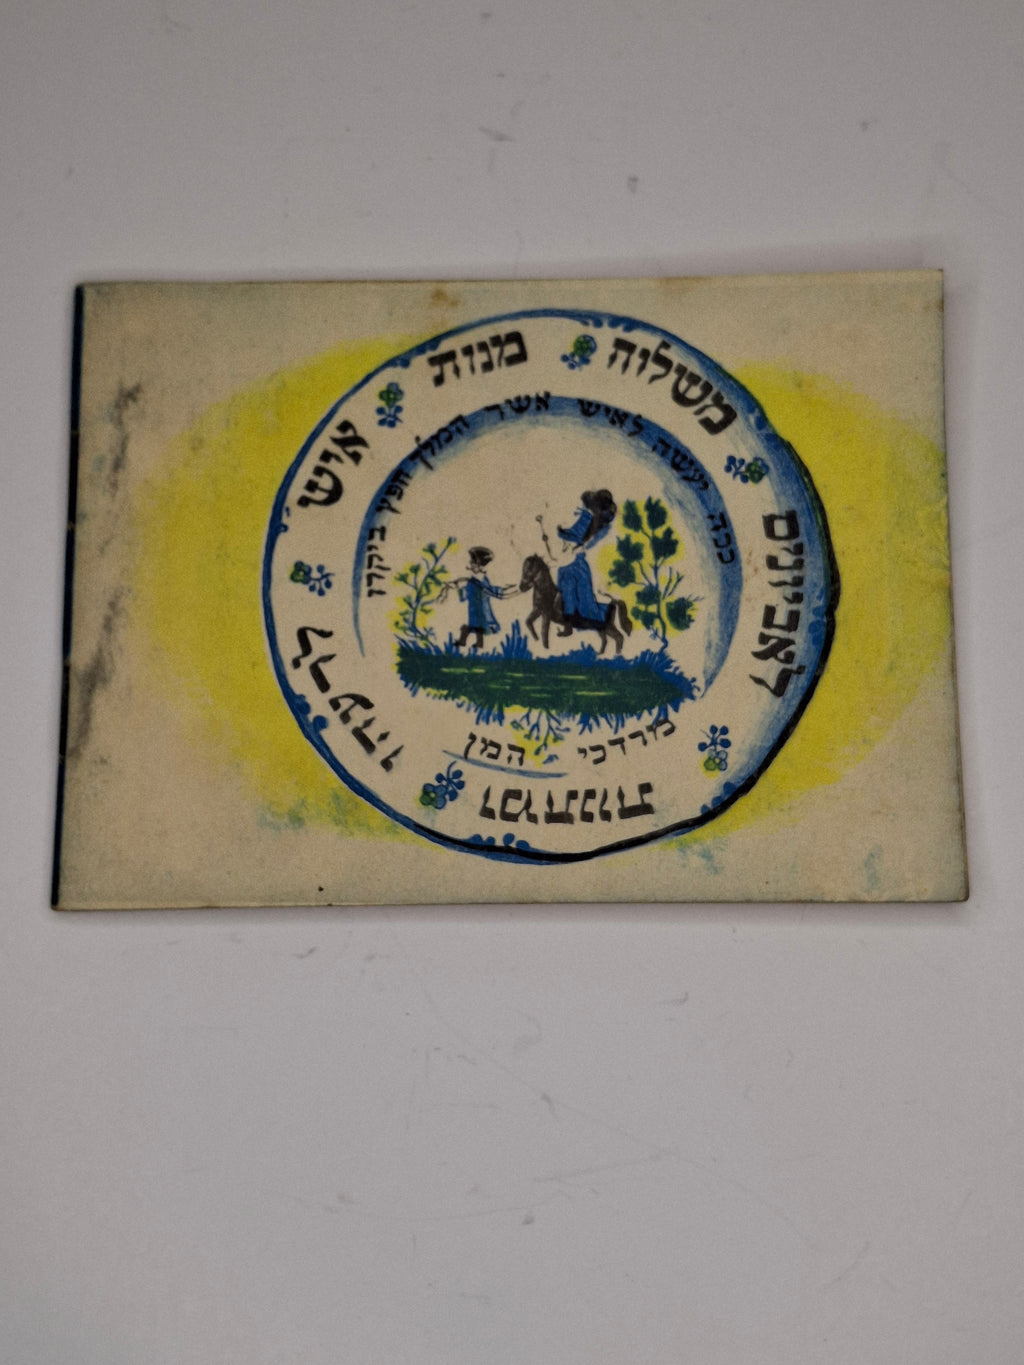 משלוח מנות איש לרעהו ומתנות לאביונים
ככה יעשה לאיש אשר המלך חפץ ביקרו
מרדכי המן